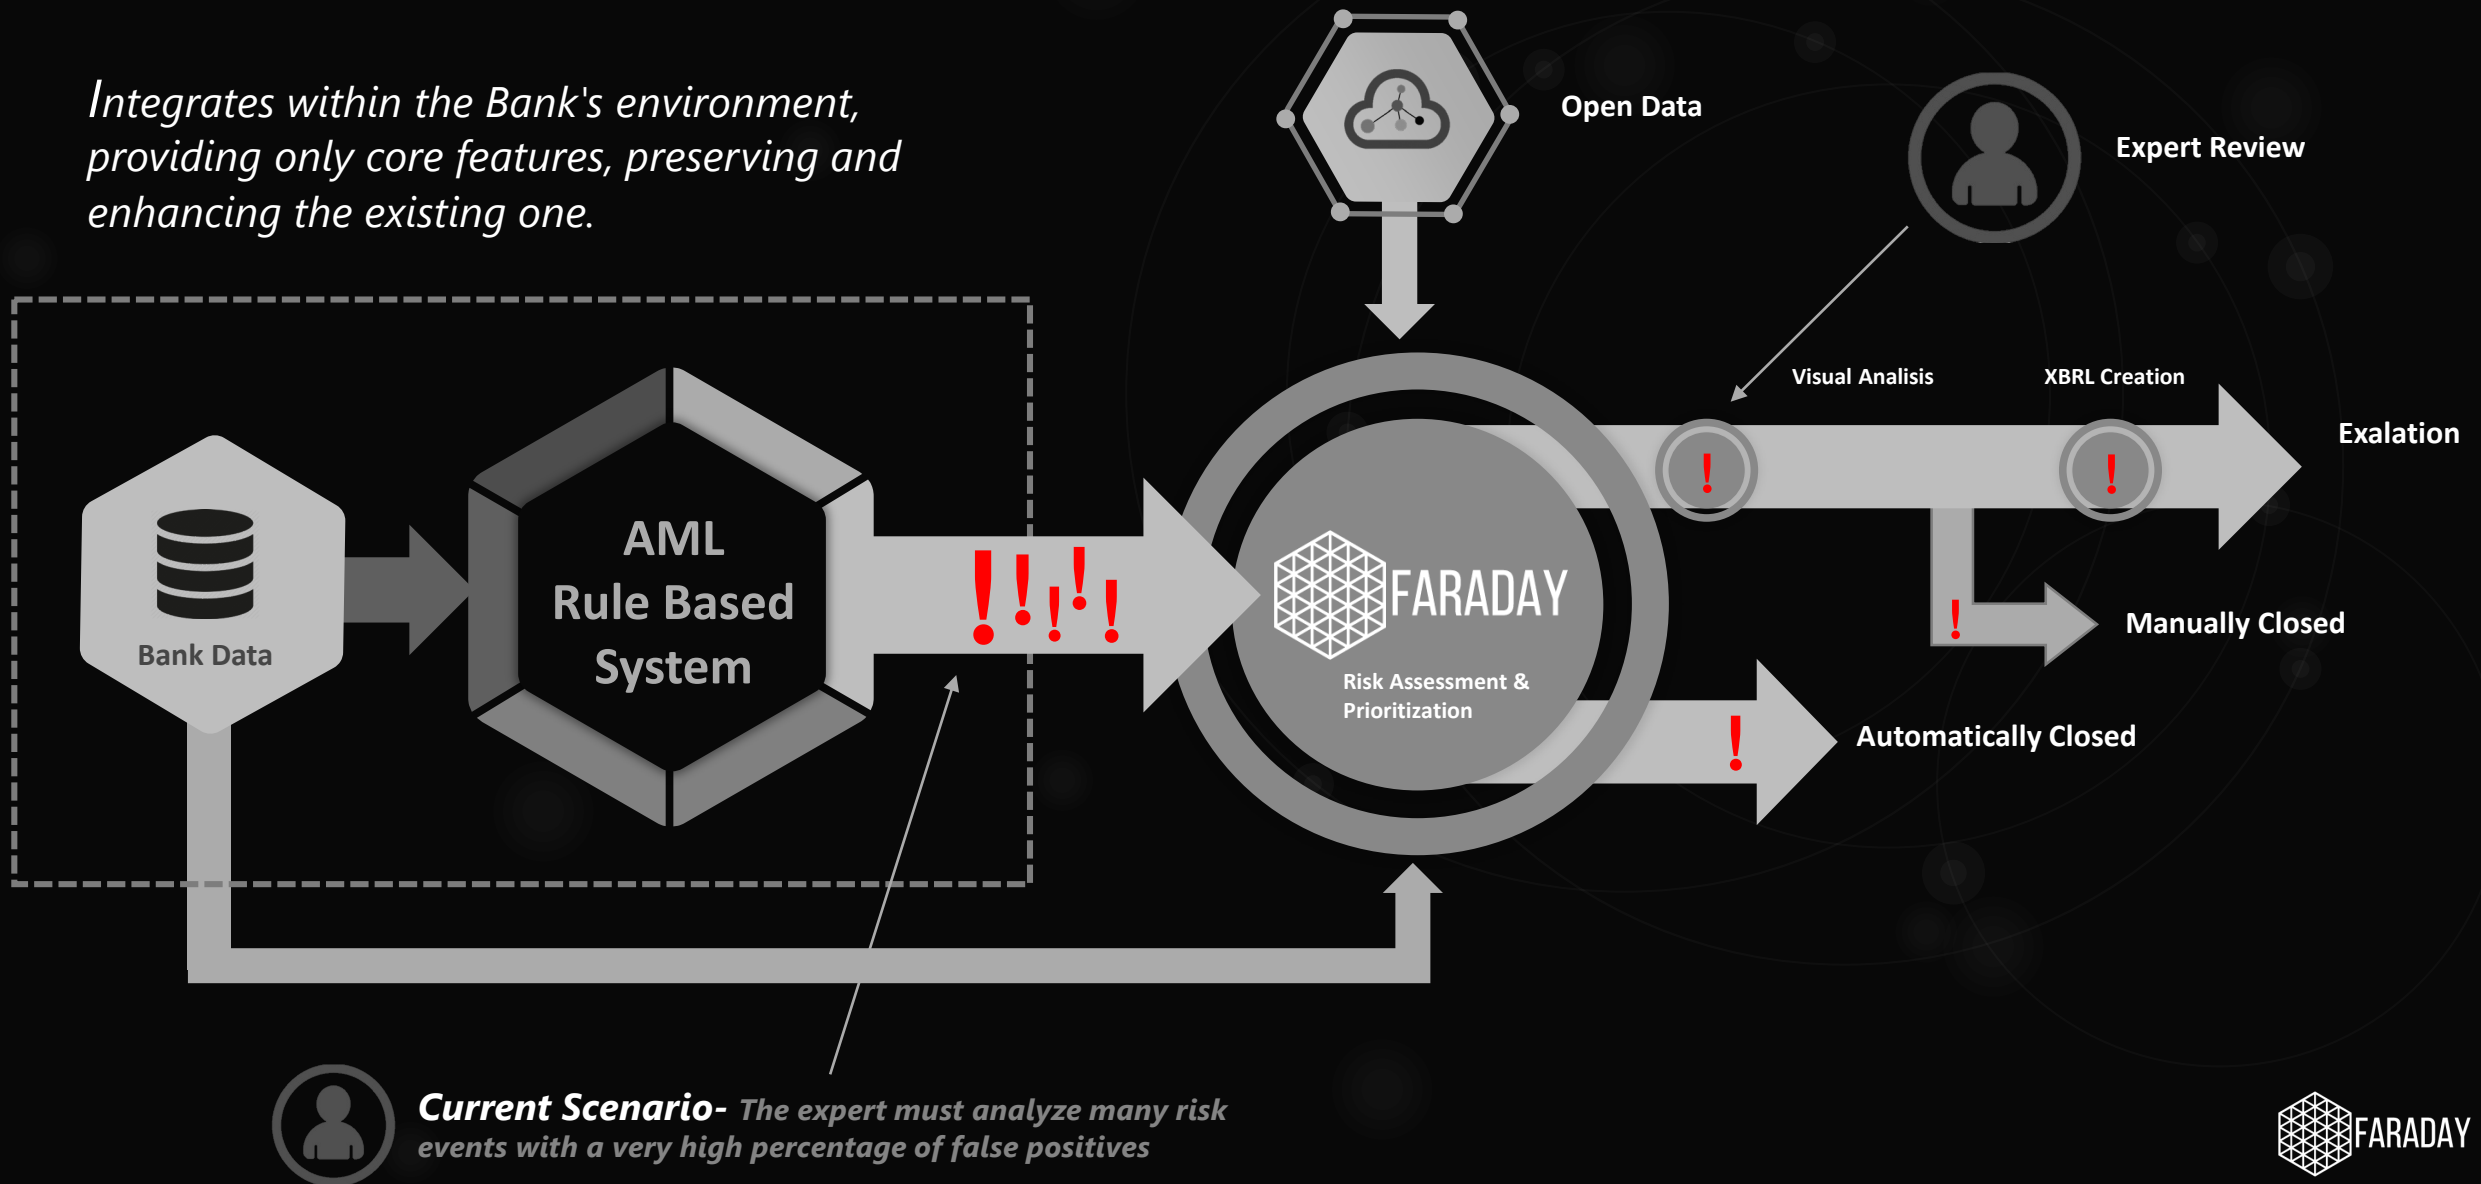 Integrates within the Bank's environment,
providing only core features, preserving and
enhancing the existing one.
Open Data
Expert Review
Visual Analisis
XBRL Creation
Exalation
AML
Rule Based
System
Bank Data
FARADAY
Risk Assessment &
Prioritization
Manually Closed
Automatically Closed
Current Scenario- The expert must analyze many risk
events with a very high percentage of false positives
FARADAY